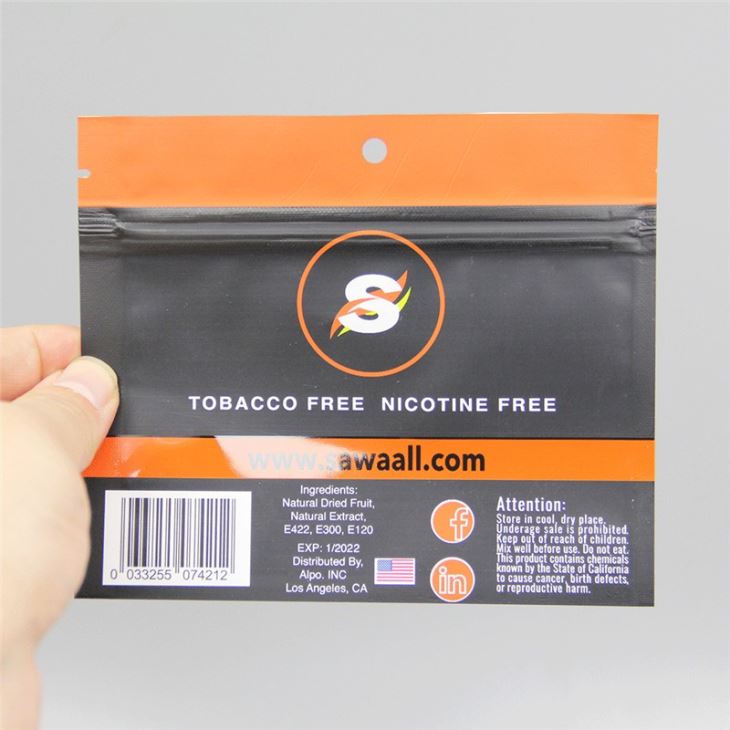 S
TOBACCO FREE NICOTINE FREE
www.sawaall.com
0 033255 074212
Ingredients:
Natural Dried Fruit,
Natural Extract,
E422, E300, E120
EXP: 1/2022
Distributed By,
Alpo. INC
Los Angeles, CA
f
in
Attention:
Store in cool, dry place.
Underage sale is prohibited.
Keep out of reach of children.
Mix well before use. Do not eat.
This product contains chemicals
known by the State of California
to cause cancer, birth defects,
or reproductive harm.